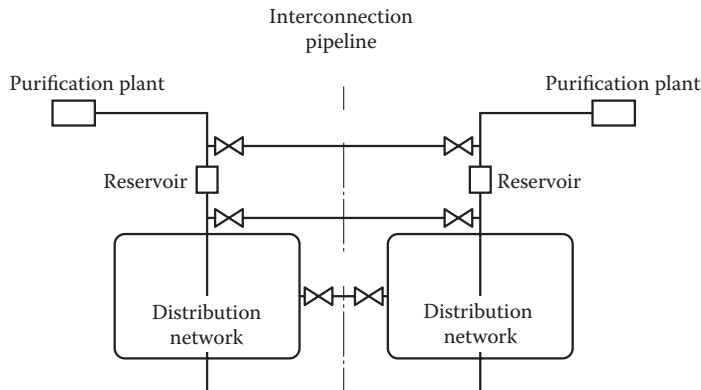 Interconnection
pipeline
Purification plant
Purification plant
Reservoir
Reservoir
Distribution
network
Distribution
network